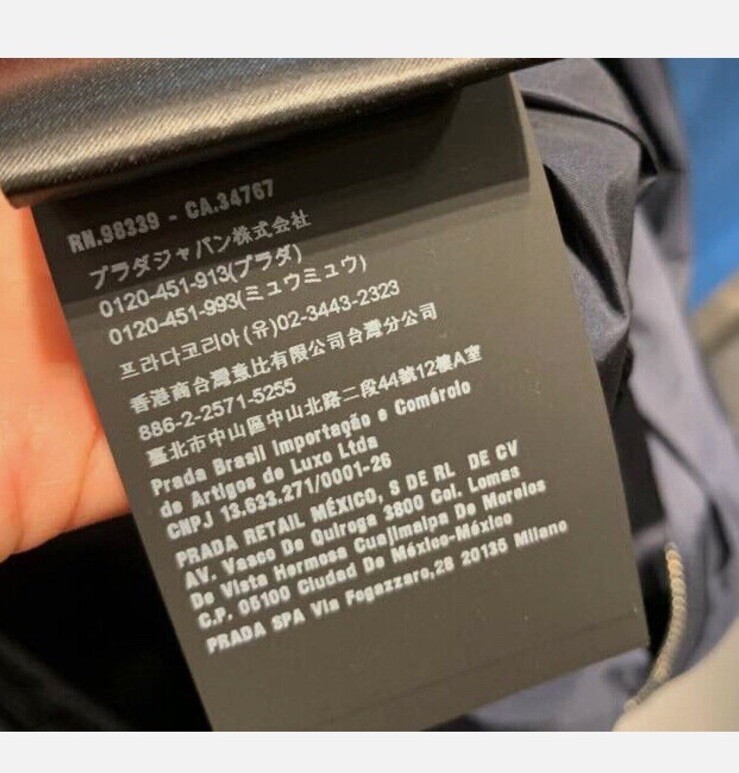 RN.98339 - CA.34767
プラダジャパン株式会社
0120-451-913(プラダ)
0120-451-993(ミュウミュウ)
프라다코리아(유)02-3443-2323
香港商台灣蒲比有限公司台灣分公司
886-2-2571-5255
臺北市中山區中山北路二段44號12樓A室
Prada Brasil Importação e Comércio
de Artigos de Luxo Ltda
CNPJ 13.633.271/0001-26
PRADA RETAIL MÉXICO, S DE RL DE CV
AV. Vasco De Quiroga 3800 Col. Lomas
De Vista Hermosa Cuajimalpa De Morelos
C.P. 05100 Ciudad De México-México
PRADA SPA Via Fogazzaro,28 20135 Milano